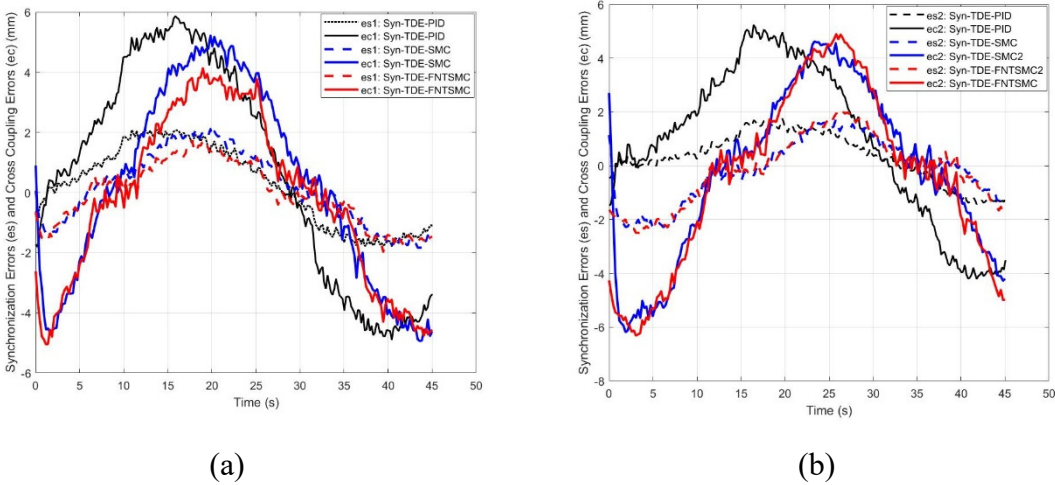 Synchronization Errors (es) and Cross Coupling Errors (ec) (mm)
6
4
2
0
-2
-4
-6
0
5
10
15
20
25
30
35
40
45
50
Time (s)
es1: Syn-TDE-PID
ec1: Syn-TDE-PID
es1: Syn-TDE-SMC
ec1: Syn-TDE-SMC
es1: Syn-TDE-FNTSMC
ec1: Syn-TDE-FNTSMC
(a)
Synchronization Errors (es) and Cross Coupling Errors (ec) (mm)
6
4
2
0
-2
-4
-6
-8
0
5
10
15
20
25
30
35
40
45
50
Time (s)
es2: Syn-TDE-PID
ec2: Syn-TDE-PID
es2: Syn-TDE-SMC
ec2: Syn-TDE-SMC2
es2: Syn-TDE-FNTSMC2
ec2: Syn-TDE-FNTSMC
(b)